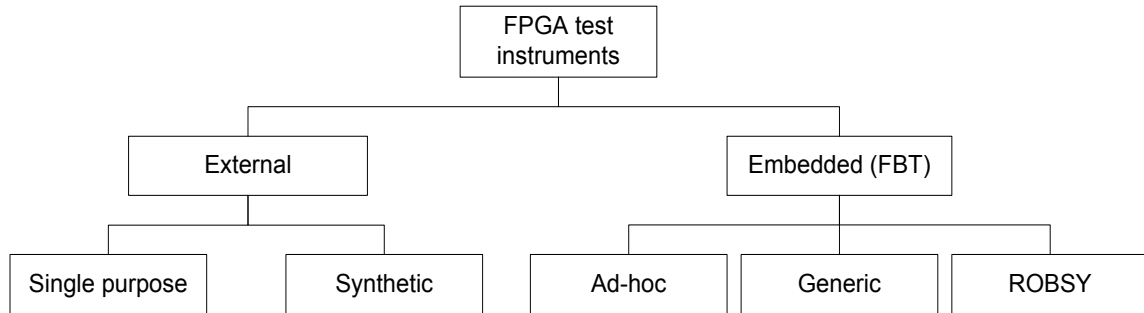 FPGA test
instruments
External
Embedded (FBT)
Single purpose
Synthetic
Ad-hoc
Generic
ROBSY